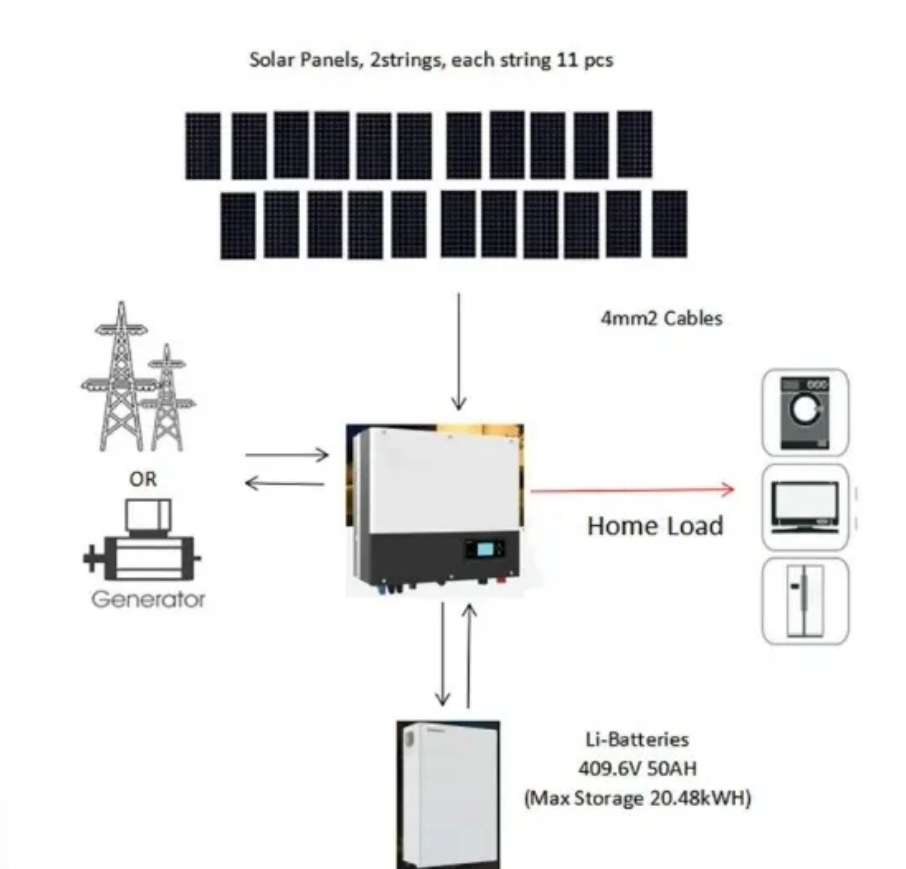 Solar Panels, 2strings, each string 11 pcs
4mm2 Cables
OR
Generator
Home Load
Li-Batteries
409.6V 50AH
(Max Storage 20.48kWH)